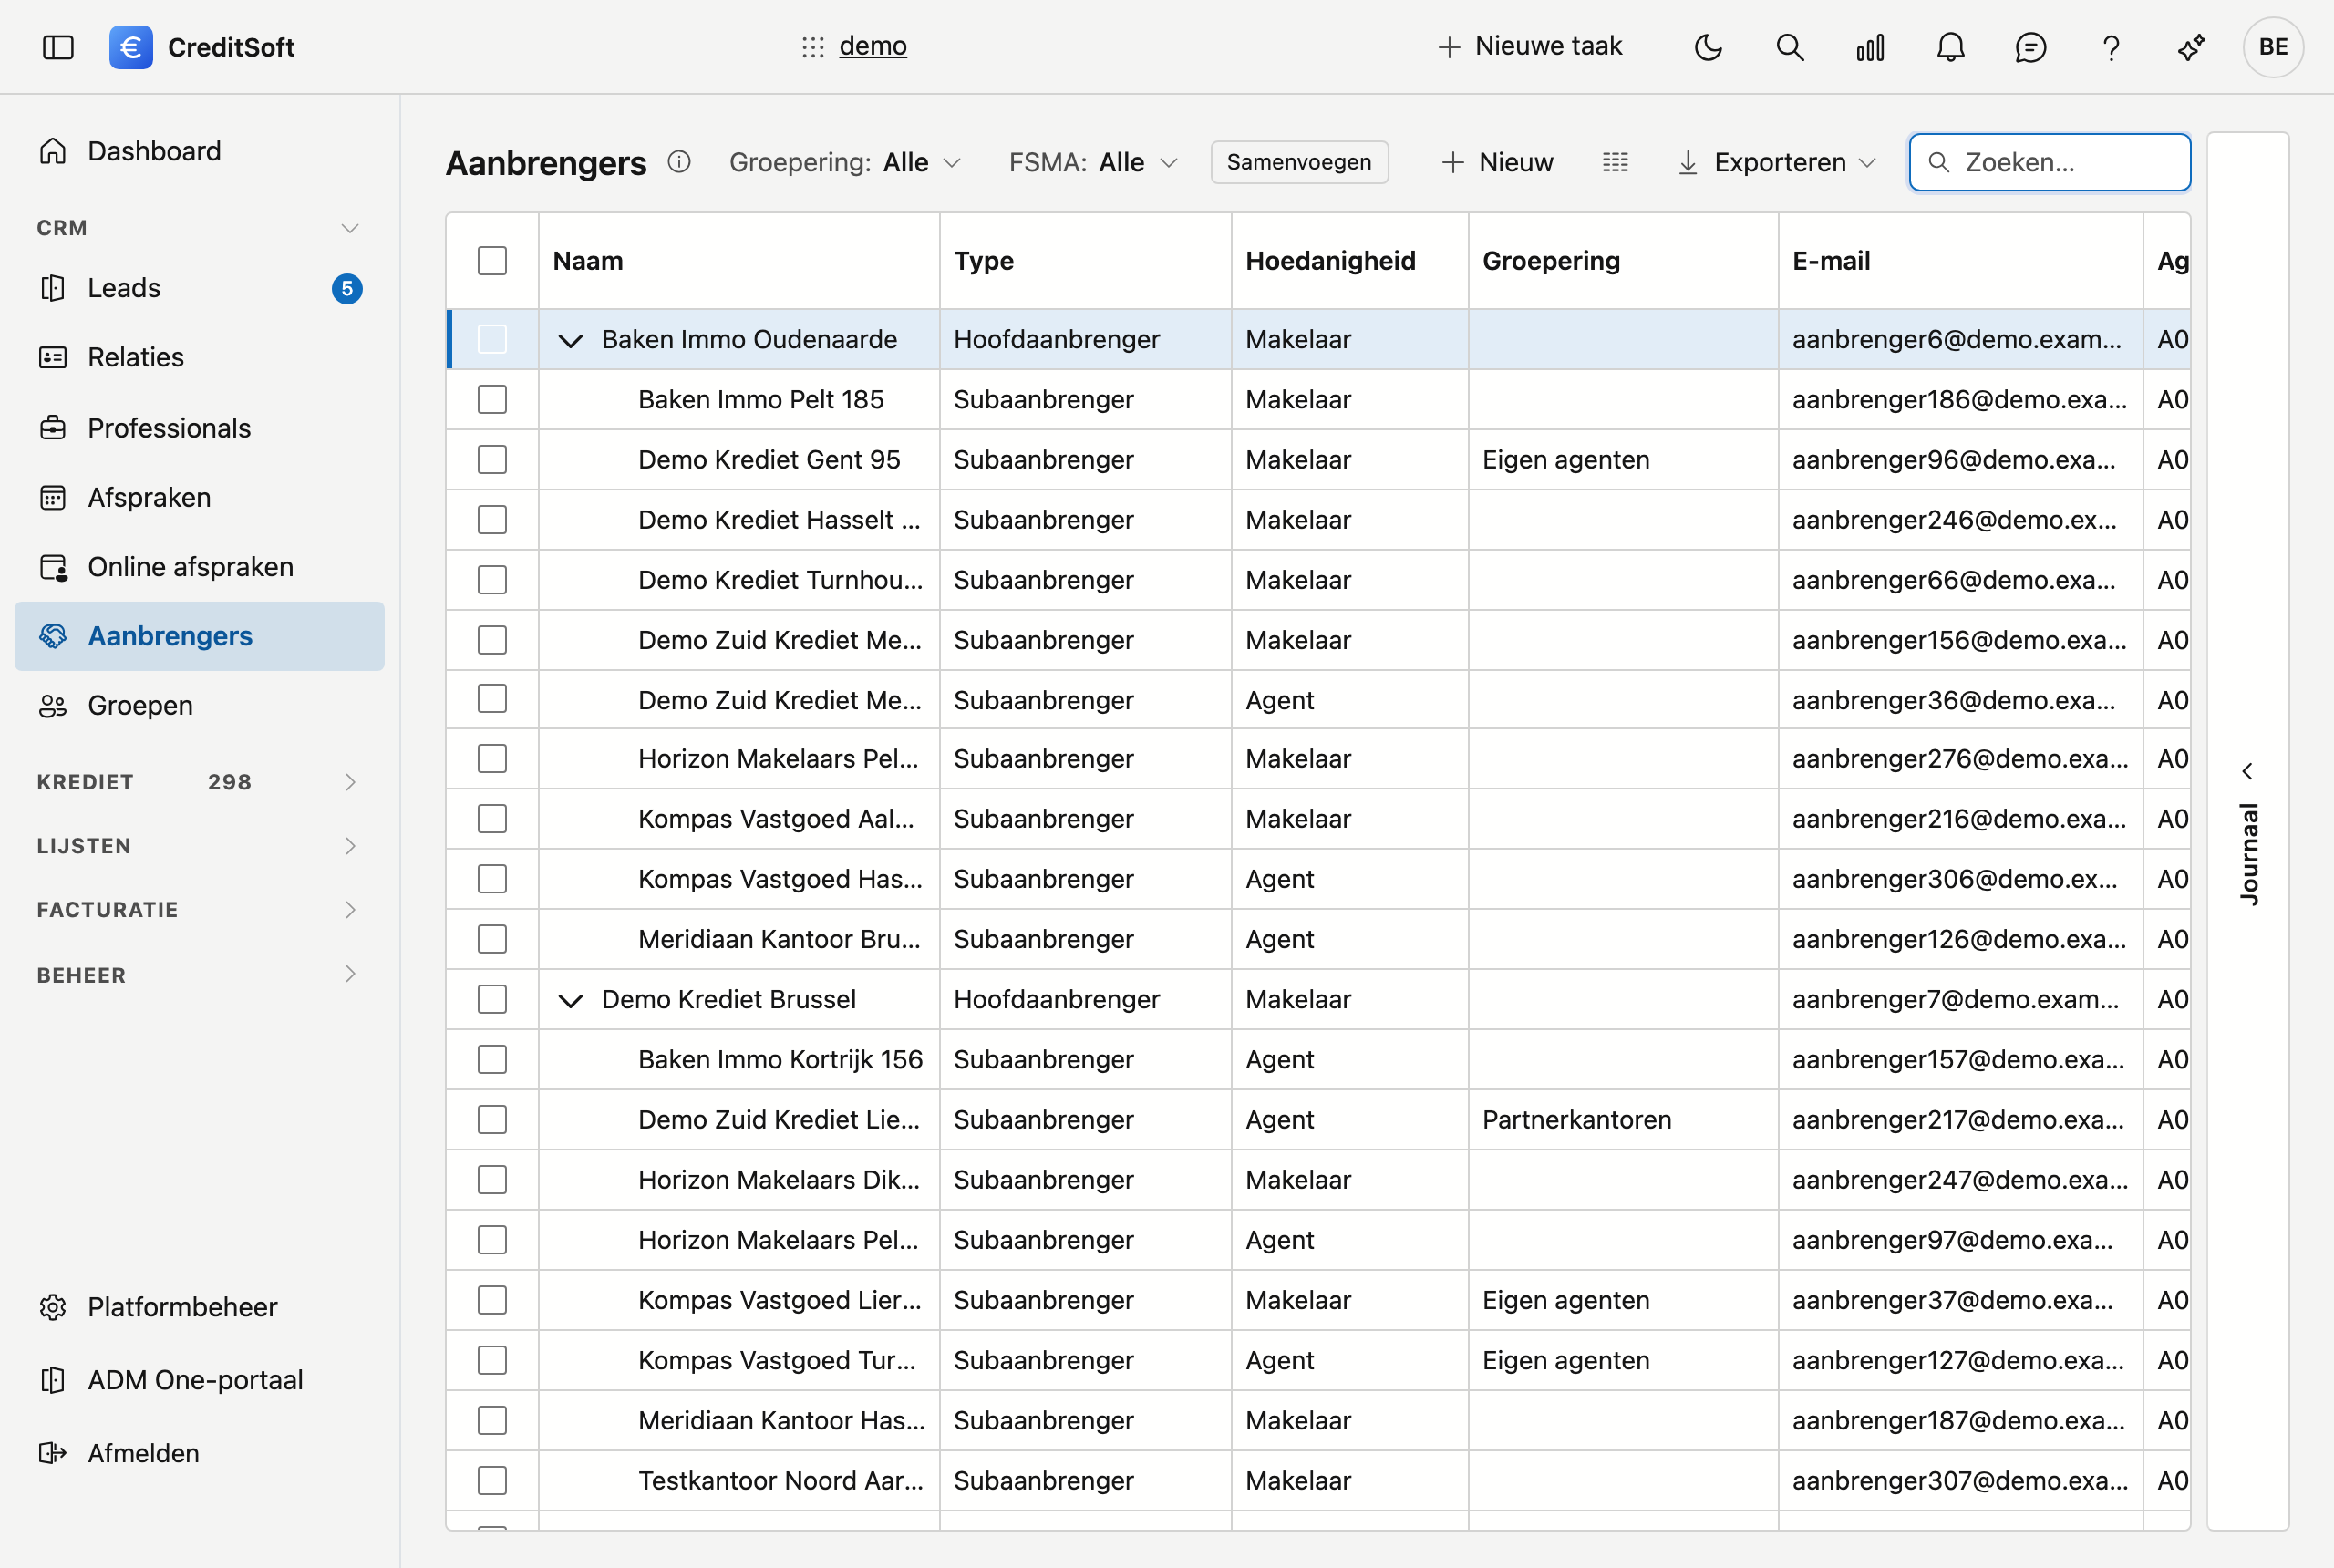 CreditSoft
demo
Nieuwe taak
BE
Dashboard
CRM
Leads 5
Relaties
Professionals
Afspraken
Online afspraken
Aanbrengers
Groepen
KREDIET 298
LIJSTEN
FACTURATIE
BEHEER
Platformbeheer
ADM One-portaal
Afmelden
Aanbrengers Groepering: Alle FSMA: Alle Samenvoegen Nieuw Exporteren Zoeken...
Naam Type Hoedanigheid Groepering E-mail Ag
Baken Immo Oudenaarde Hoofdaanbrenger Makelaar aanbrenger6@demo.exam... A0
Baken Immo Pelt 185 Subaanbrenger Makelaar aanbrenger186@demo.exa... A0
Demo Krediet Gent 95 Subaanbrenger Makelaar Eigen agenten aanbrenger96@demo.exa... A0
Demo Krediet Hasselt ... Subaanbrenger Makelaar aanbrenger246@demo.ex... A0
Demo Krediet Turnhou... Subaanbrenger Makelaar aanbrenger66@demo.exa... A0
Demo Zuid Krediet Me... Subaanbrenger Makelaar aanbrenger156@demo.exa... A0
Demo Zuid Krediet Me... Subaanbrenger Agent aanbrenger36@demo.exa... A0
Horizon Makelaars Pel... Subaanbrenger Makelaar aanbrenger276@demo.exa... A0
Kompas Vastgoed Aal... Subaanbrenger Makelaar aanbrenger216@demo.exa... A0
Kompas Vastgoed Has... Subaanbrenger Agent aanbrenger306@demo.ex... A0
Meridiaan Kantoor Bru... Subaanbrenger Agent aanbrenger126@demo.exa... A0
Demo Krediet Brussel Hoofdaanbrenger Makelaar aanbrenger7@demo.exam... A0
Baken Immo Kortrijk 156 Subaanbrenger Agent aanbrenger157@demo.exa... A0
Demo Zuid Krediet Lie... Subaanbrenger Agent Partnerkantoren aanbrenger217@demo.exa... A0
Horizon Makelaars Dik... Subaanbrenger Makelaar aanbrenger247@demo.exa... A0
Horizon Makelaars Pel... Subaanbrenger Agent aanbrenger97@demo.exa... A0
Kompas Vastgoed Lier... Subaanbrenger Makelaar Eigen agenten aanbrenger37@demo.exa... A0
Kompas Vastgoed Tur... Subaanbrenger Agent Eigen agenten aanbrenger127@demo.exa... A0
Meridiaan Kantoor Has... Subaanbrenger Makelaar aanbrenger187@demo.exa... A0
Testkantoor Noord Aar... Subaanbrenger Makelaar aanbrenger307@demo.exa... A0
Journaal